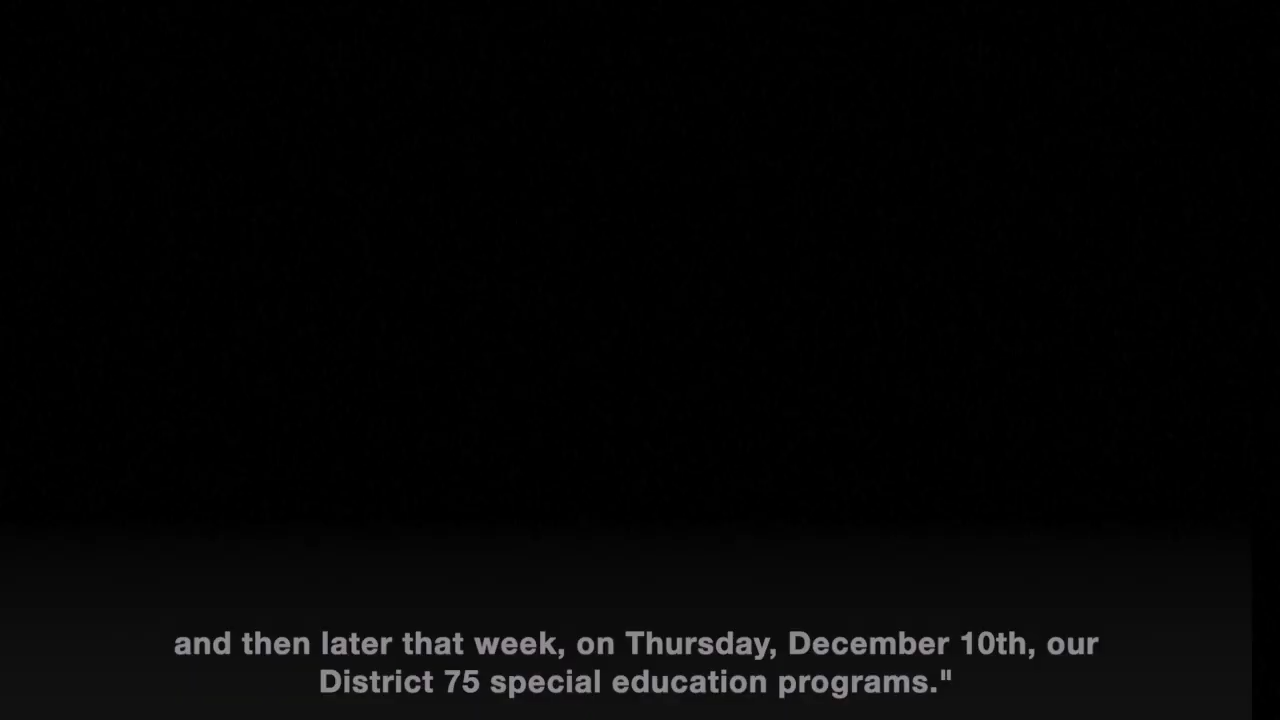 and then later that week, on Thursday, December 10th, our
District 75 special education programs."